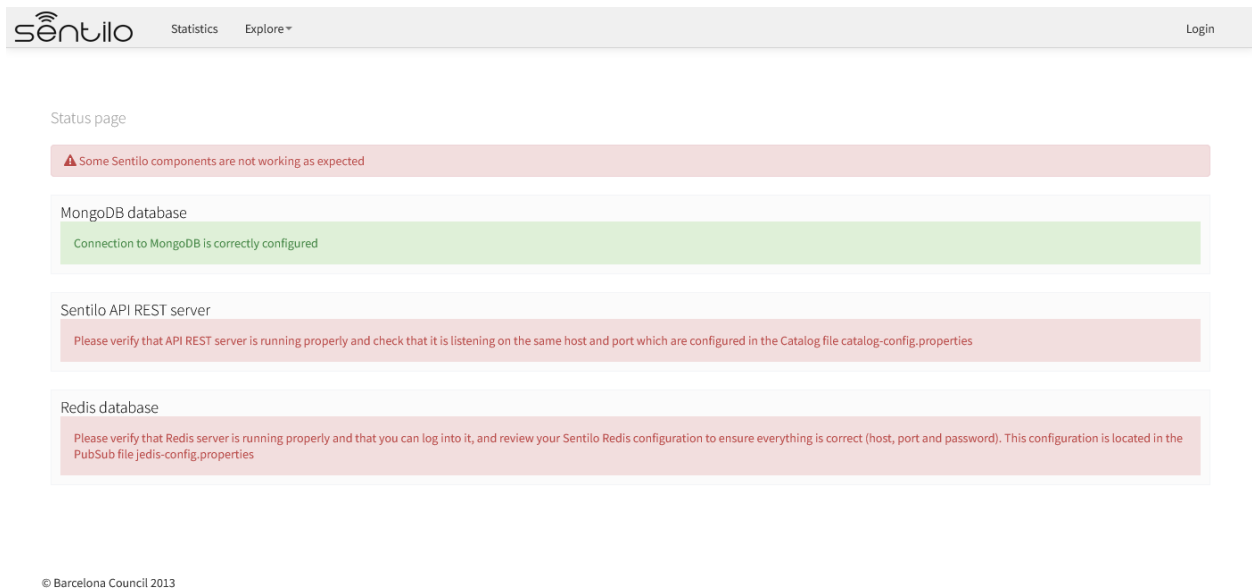 sentilo
Statistics
Explore
Login
Status page
Some Sentilo components are not working as expected
MongoDB database
Connection to MongoDB is correctly configured
Sentilo API REST server
Please verify that API REST server is running properly and check that it is listening on the same host and port which are configured in the Catalog file catalog-config.properties
Redis database
Please verify that Redis server is running properly and that you can log into it, and review your Sentilo Redis configuration to ensure everything is correct (host, port and password). This configuration is located in the
PubSub file jedis-config.properties
© Barcelona Council 2013